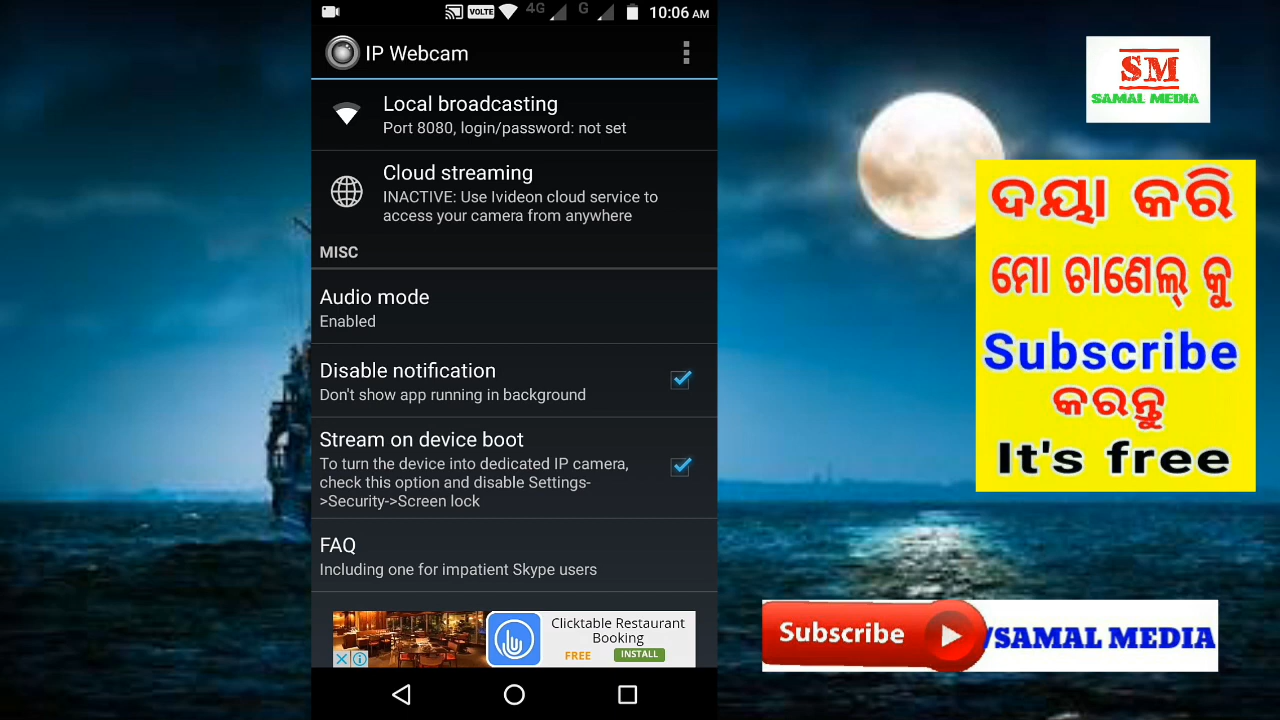 VOLTE 4G G 10:06 AM
IP Webcam
Local broadcasting
Port 8080, login/password: not set
Cloud streaming
INACTIVE: Use Ivideon cloud service to
access your camera from anywhere
MISC
Audio mode
Enabled
Disable notification
Don't show app running in background
Stream on device boot
To turn the device into dedicated IP camera,
check this option and disable Settings-
>Security->Screen lock
FAQ
Including one for impatient Skype users
Clicktable Restaurant
Booking
FREE INSTALL
SM
SAMAL MEDIA
ଦୟା କରି
ମୋ ଚାଣେଲ୍ କୁ
Subscribe
କରନ୍ତୁ
It's free
Subscribe /SAMAL MEDIA